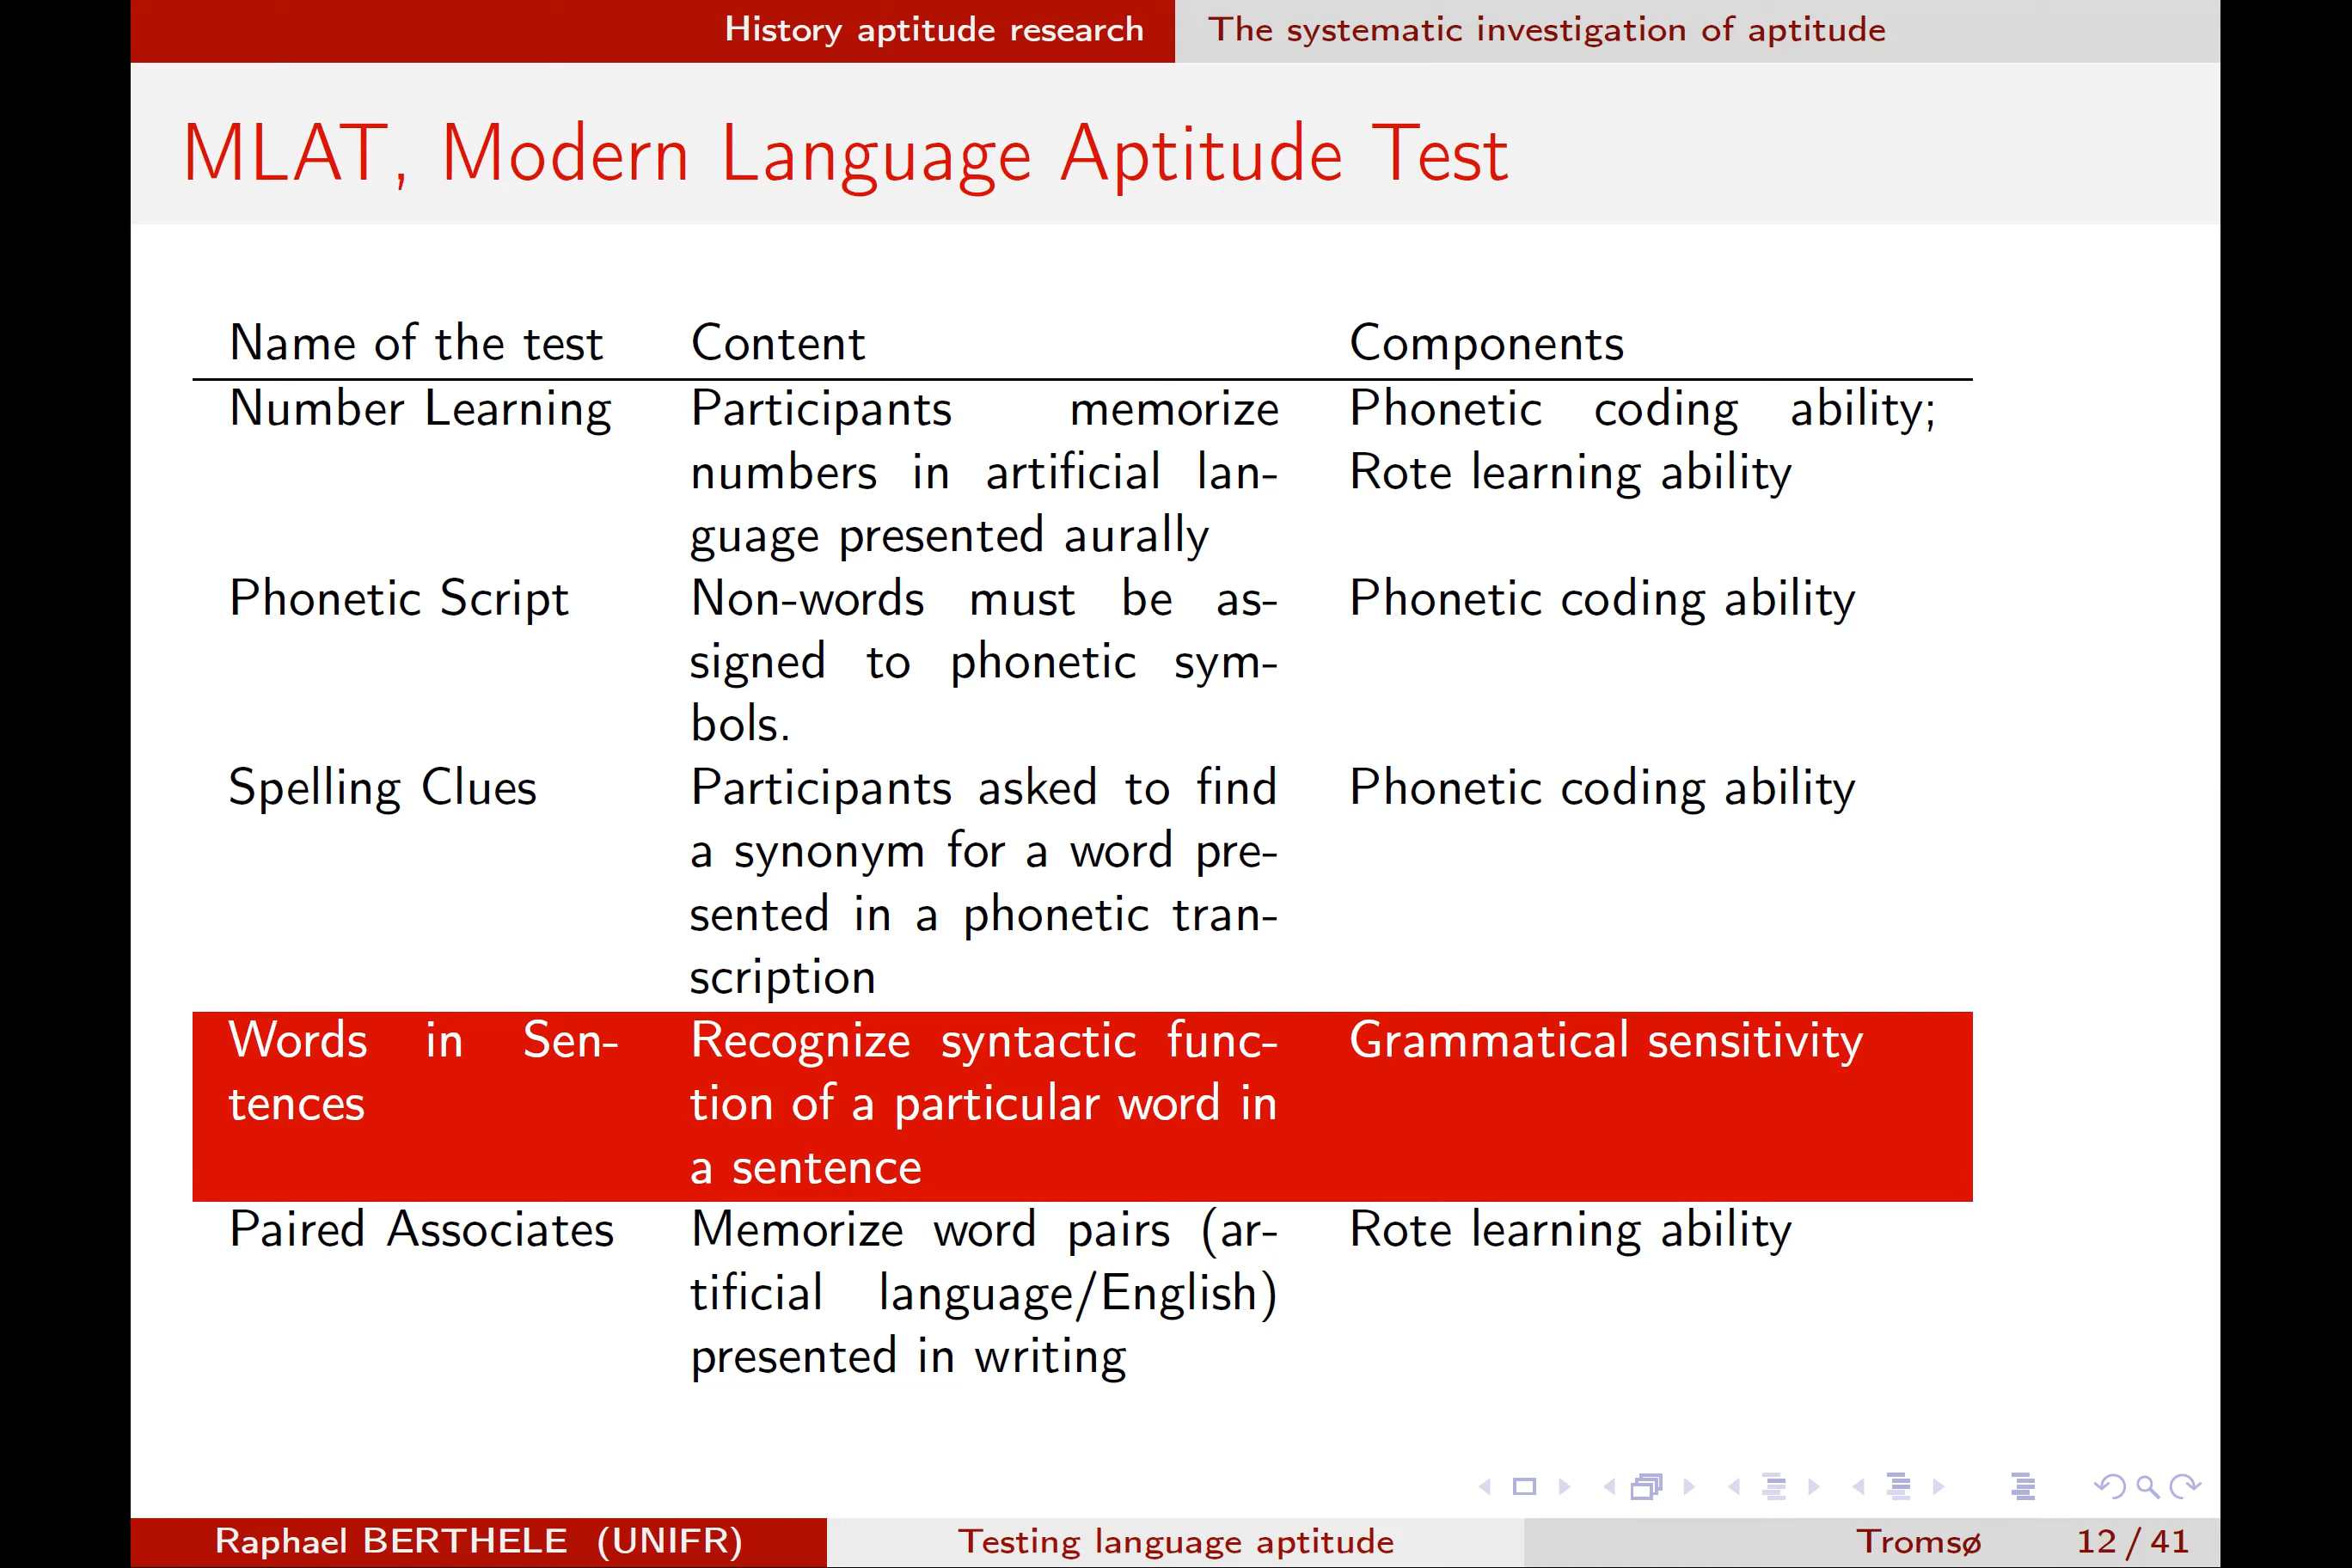 History aptitude research The systematic investigation of aptitude
MLAT, Modern Language Aptitude Test
Name of the test Content Components
Number Learning Participants memorize Phonetic coding ability;
numbers in artificial lan- Rote learning ability
guage presented aurally
Phonetic Script Non-words must be as- Phonetic coding ability
signed to phonetic sym-
bols.
Spelling Clues Participants asked to find Phonetic coding ability
a synonym for a word pre-
sented in a phonetic tran-
scription
Words in Sen- Recognize syntactic func- Grammatical sensitivity
tences tion of a particular word in
a sentence
Paired Associates Memorize word pairs (ar- Rote learning ability
tificial language/English)
presented in writing
Raphael BERTHELE (UNIFR) Testing language aptitude Tromsø 12 / 41